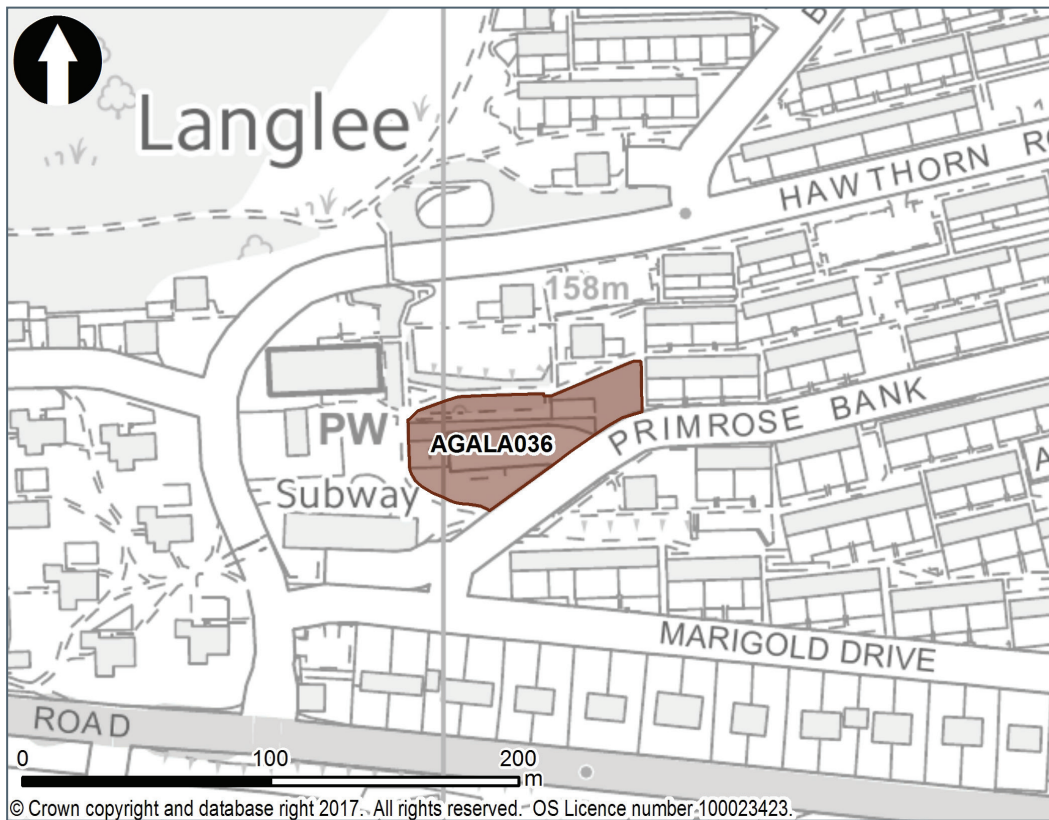 Langlee
HAWTHORN RO
158m
PRIMROSE BANK
PW
AGALA036
Subway
MARIGOLD DRIVE
ROAD
0 100 200
m
© Crown copyright and database right 2017. All rights reserved. OS Licence number 100023423.